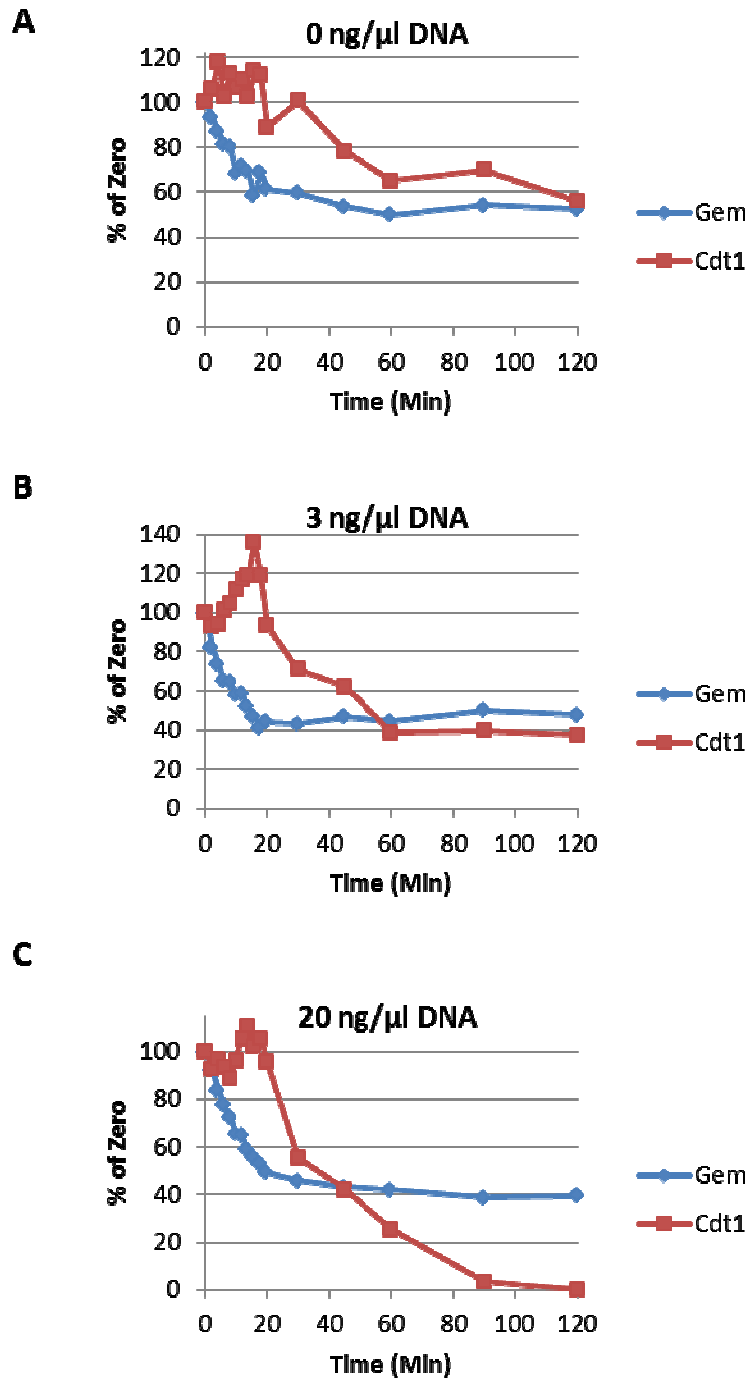 A
0 ng/µl DNA
120
100
80
60
40
20
0
% of Zero
0 20 40 60 80 100 120
Time (Min)
Gem
Cdt1
B
3 ng/µl DNA
140
120
100
80
60
40
20
0
% of Zero
0 20 40 60 80 100 120
Time (Min)
Gem
Cdt1
C
20 ng/µl DNA
100
80
60
40
20
0
% of Zero
0 20 40 60 80 100 120
Time (Min)
Gem
Cdt1